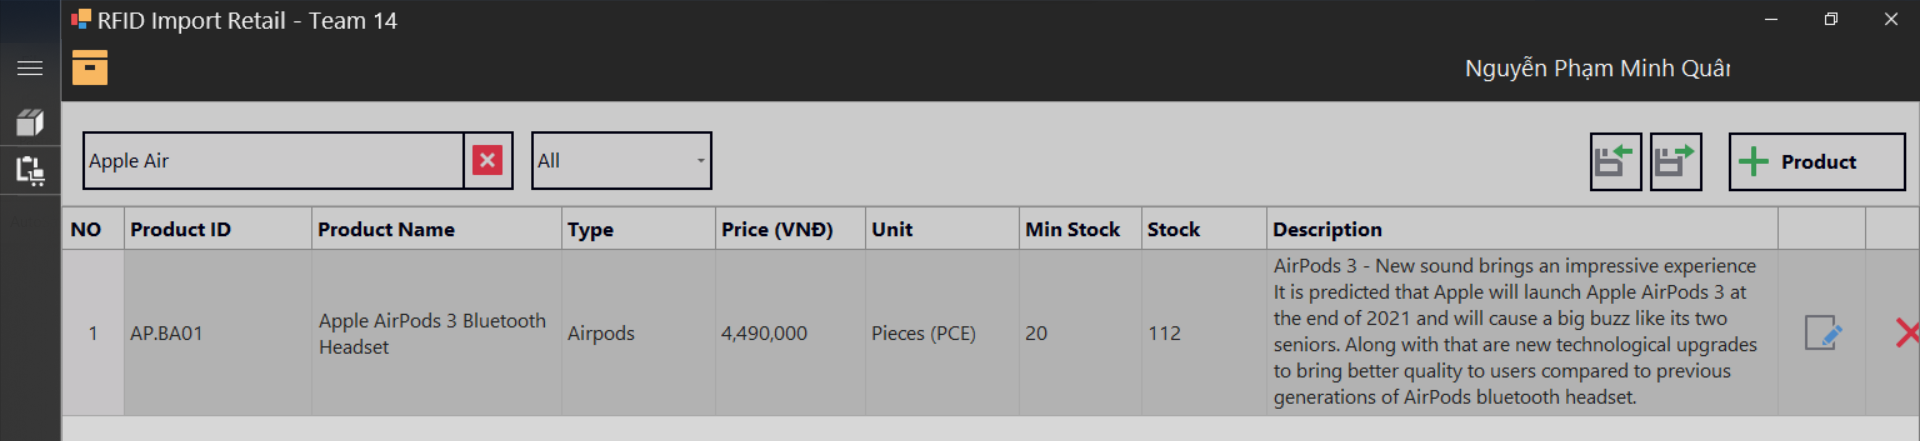 RFID Import Retail - Team 14
Nguyễn Phạm Minh Quân
Apple Air
All
Product
NO Product ID Product Name Type Price (VNĐ) Unit Min Stock Stock Description
1 AP.BA01 Apple AirPods 3 Bluetooth Headset Airpods 4,490,000 Pieces (PCE) 20 112
AirPods 3 - New sound brings an impressive experience
It is predicted that Apple will launch Apple AirPods 3 at
the end of 2021 and will cause a big buzz like its two
seniors. Along with that are new technological upgrades
to bring better quality to users compared to previous
generations of AirPods bluetooth headset.